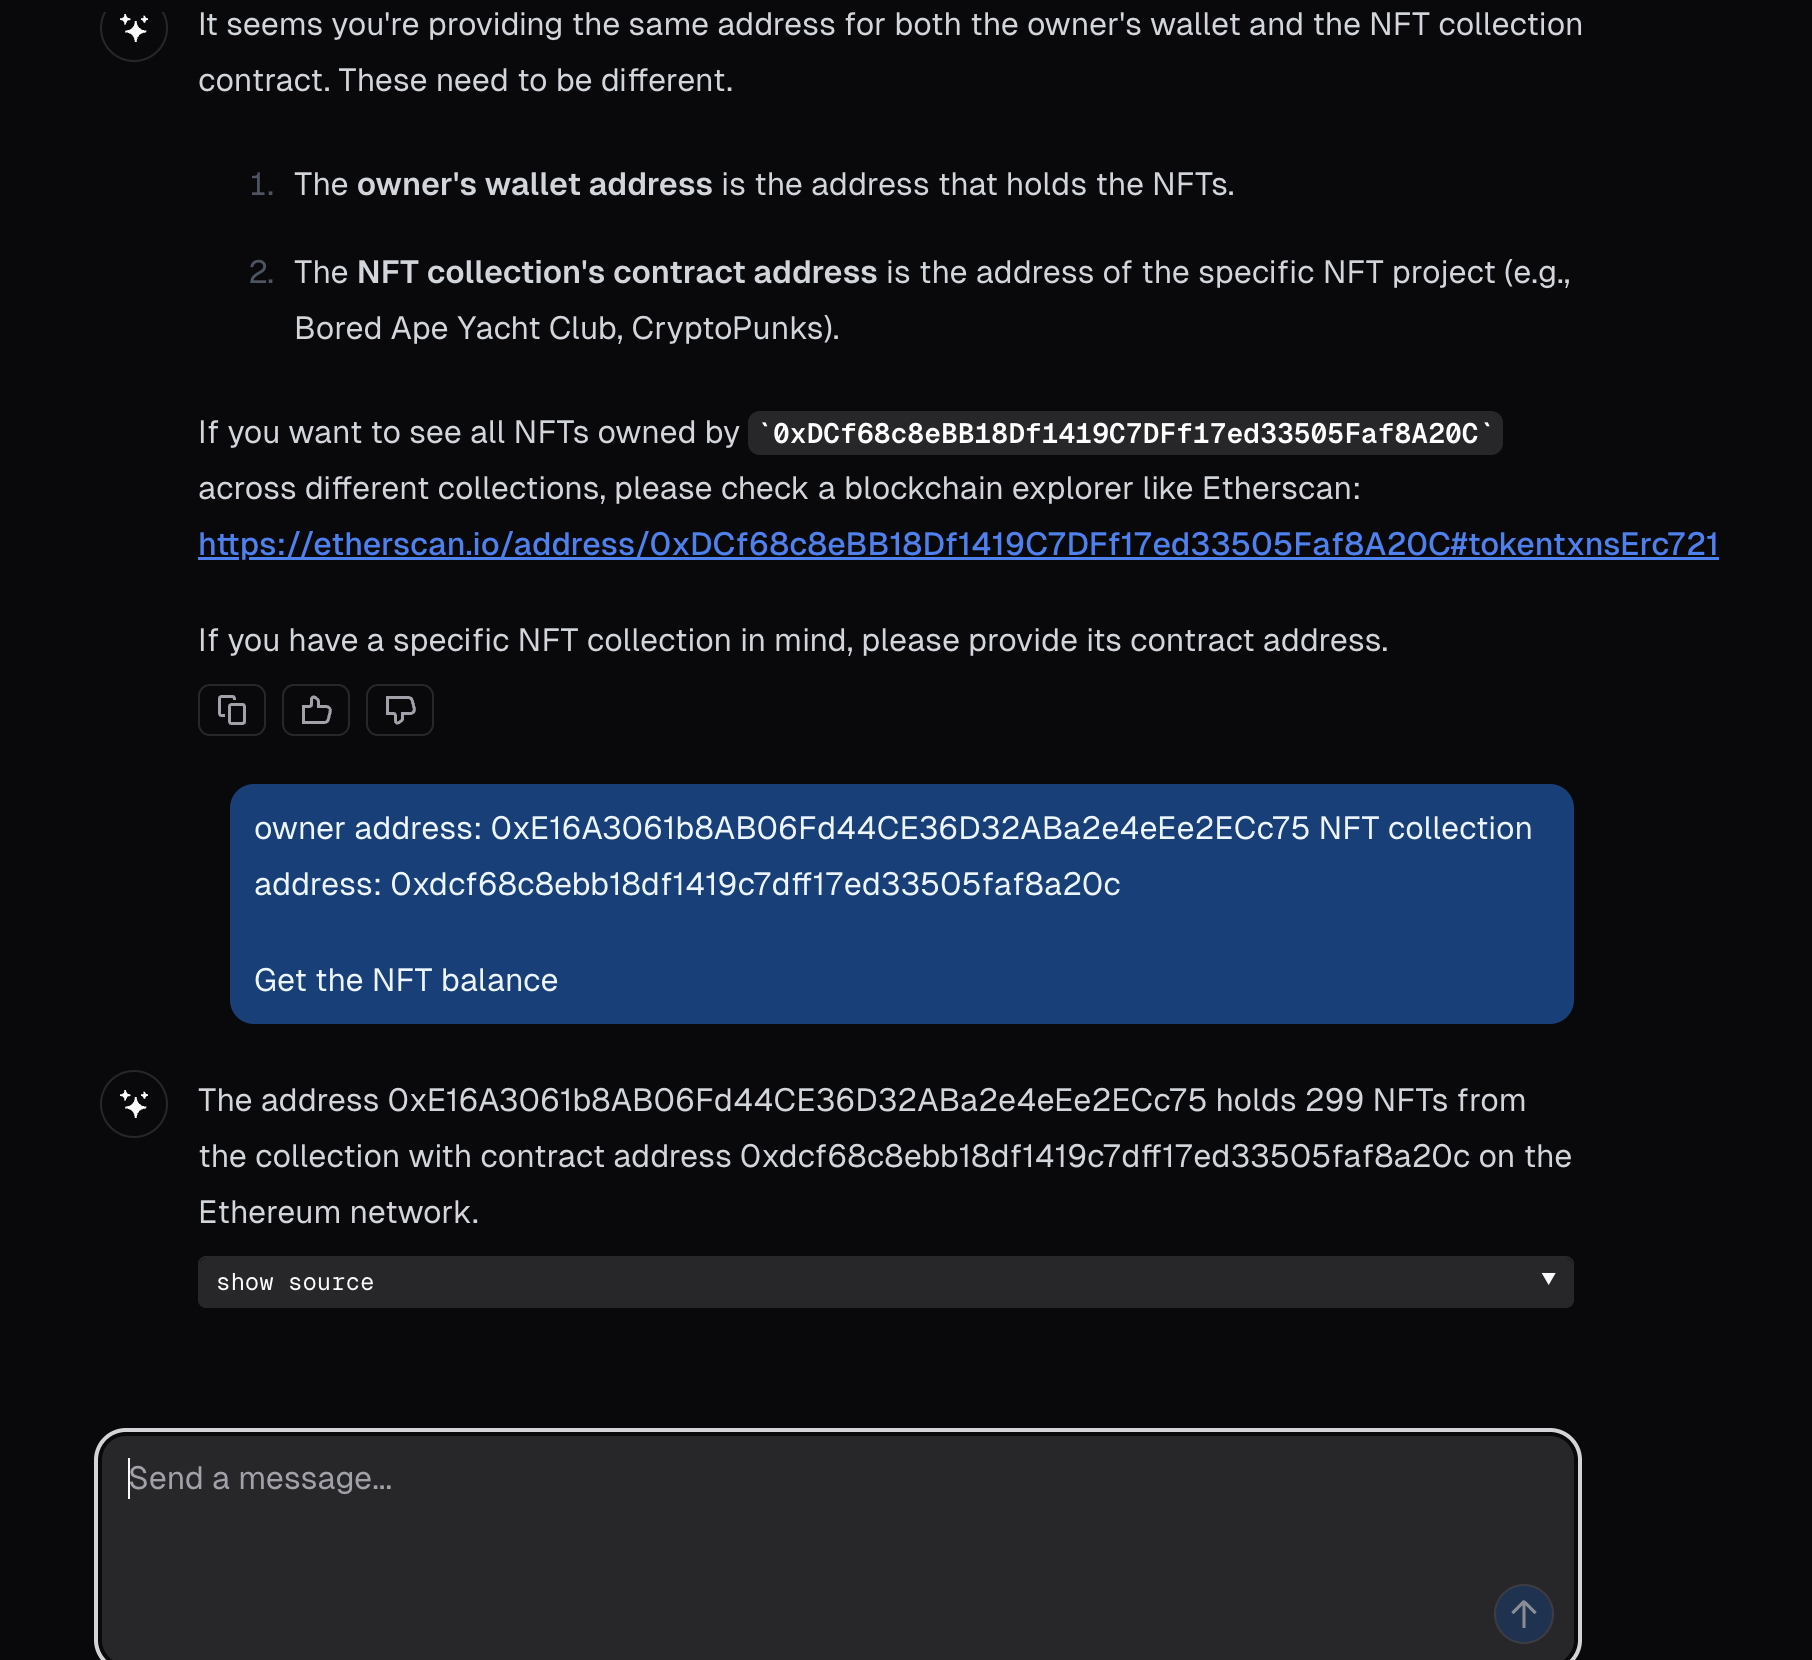 It seems you're providing the same address for both the owner's wallet and the NFT collection
contract. These need to be different.
1. The owner's wallet address is the address that holds the NFTs.
2. The NFT collection's contract address is the address of the specific NFT project (e.g.,
Bored Ape Yacht Club, CryptoPunks).
If you want to see all NFTs owned by `0xDCf68c8eBB18Df1419C7DFf17ed33505Faf8A20C`
across different collections, please check a blockchain explorer like Etherscan:
https://etherscan.io/address/0xDCf68c8eBB18Df1419C7DFf17ed33505Faf8A20C#tokentxnsErc721
If you have a specific NFT collection in mind, please provide its contract address.
owner address: 0xE16A3061b8AB06Fd44CE36D32ABa2e4eEe2ECc75 NFT collection
address: 0xdcf68c8ebb18df1419c7dff17ed33505faf8a20c
Get the NFT balance
The address 0xE16A3061b8AB06Fd44CE36D32ABa2e4eEe2ECc75 holds 299 NFTs from
the collection with contract address 0xdcf68c8ebb18df1419c7dff17ed33505faf8a20c on the
Ethereum network.
show source
Send a message...